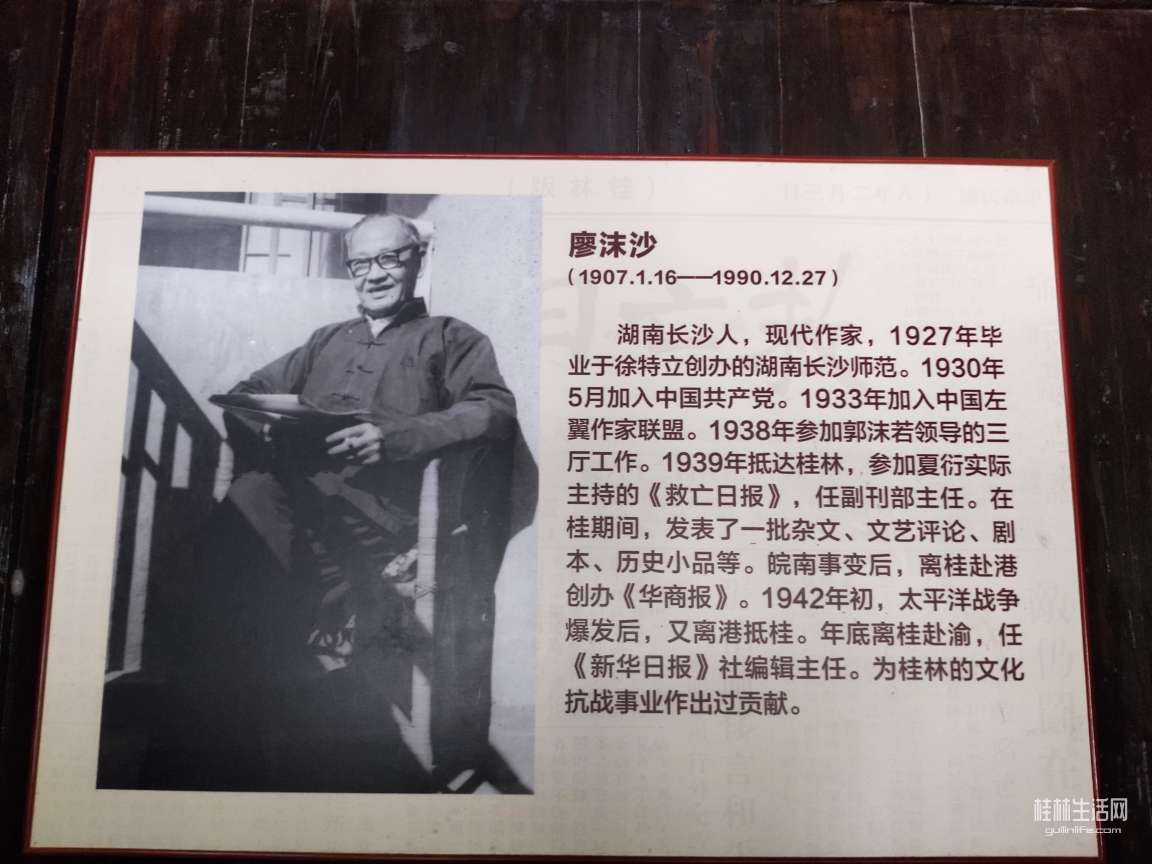 廖沫沙
（1907.1.16——1990.12.27）
湖南长沙人，现代作家，1927年毕
业于徐特立创办的湖南长沙师范。1930年
5月加入中国共产党。1933年加入中国左
翼作家联盟。1938年参加郭沫若领导的三
厅工作。1939年抵达桂林，参加夏衍实际
主持的《救亡日报》，任副刊部主任。在
桂期间，发表了一批杂文、文艺评论、剧
本、历史小品等。皖南事变后，离桂赴港
创办《华商报》。1942年初，太平洋战争
爆发后，又离港抵桂。年底离桂赴渝，任
《新华日报》社编辑主任。为桂林的文化
抗战事业作出过贡献。
桂林生活网
guilinlife.com